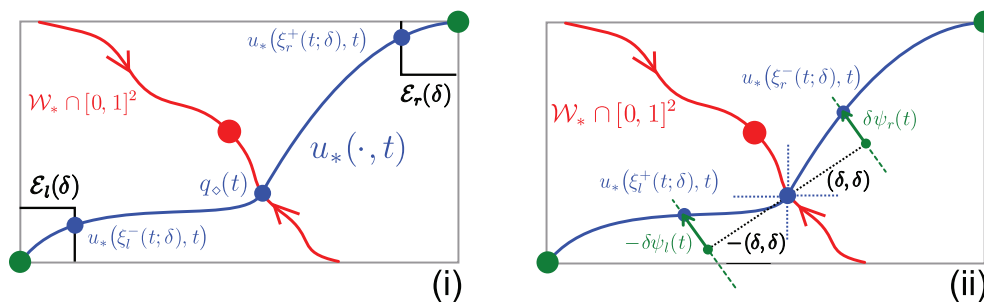 u_*(ξ_r^+(t;δ), t)
ℰ_r(δ)
𝒲_* ∩ [0, 1]^2
u_*(·, t)
ℰ_l(δ)
q_⋄(t)
u_*(ξ_l^-(t;δ), t)
(i)
u_*(ξ_r^-(t;δ), t)
𝒲_* ∩ [0, 1]^2
δψ_r(t)
u_*(ξ_l^+(t;δ), t)
(δ, δ)
-δψ_l(t)
-(δ, δ)
(ii)